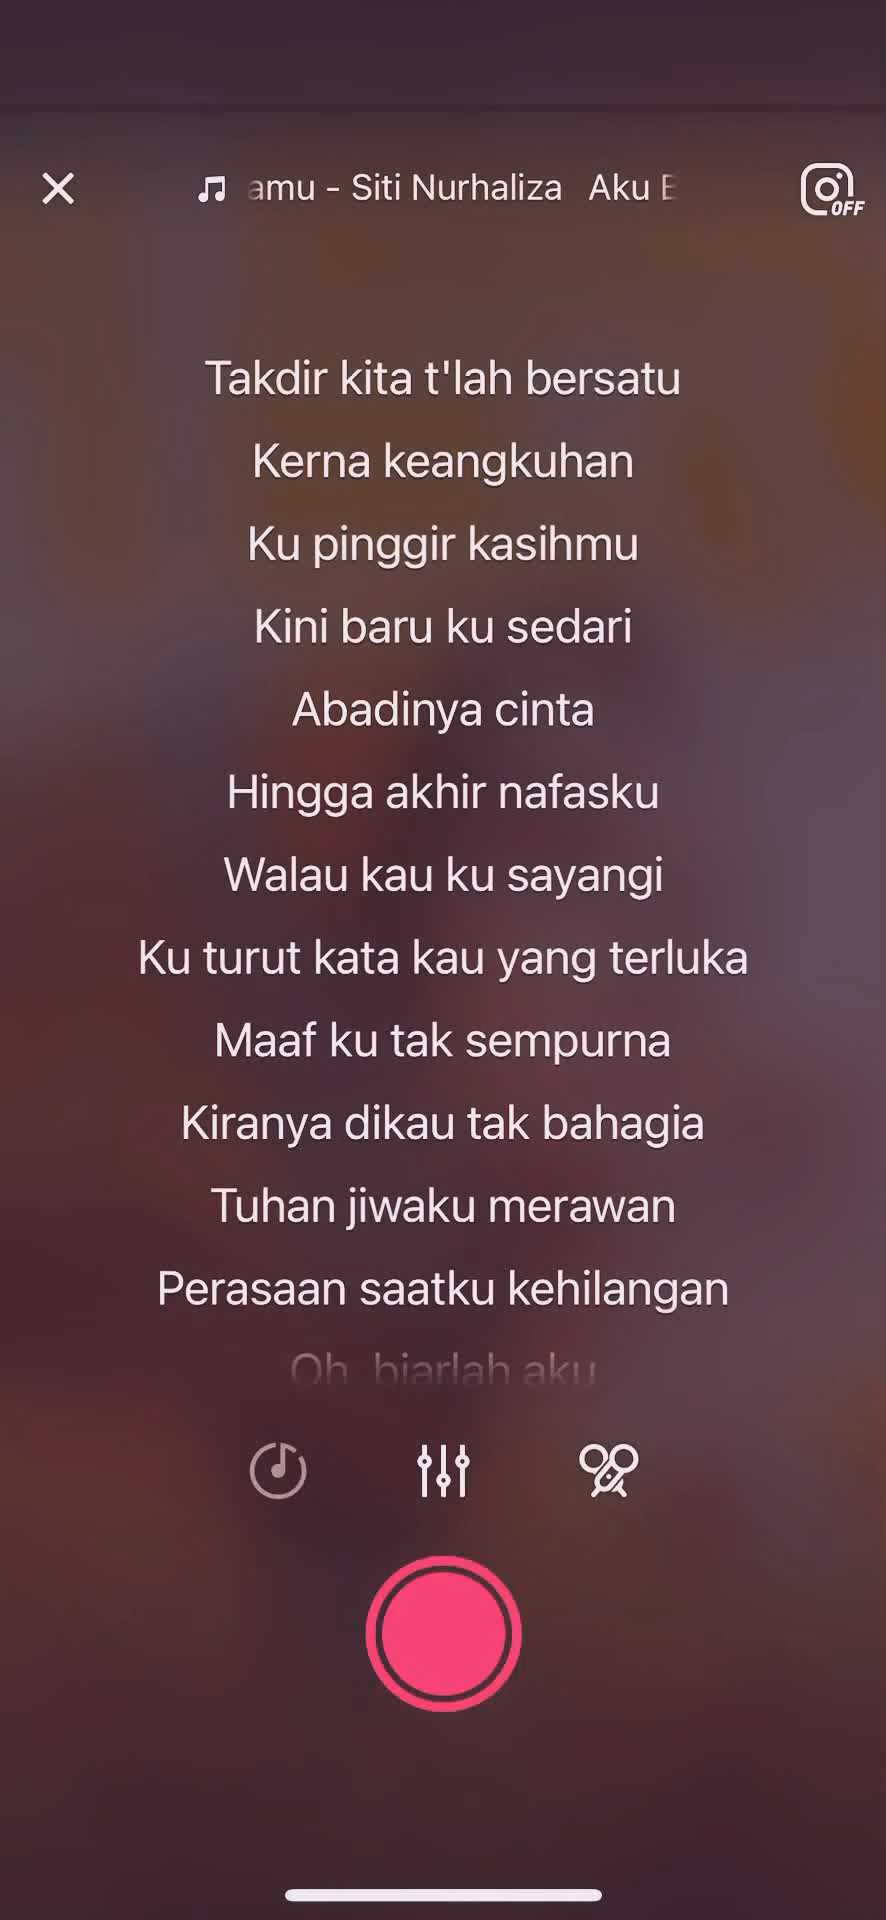 amu - Siti Nurhaliza Aku
OFF
Takdir kita t'lah bersatu
Kerna keangkuhan
Ku pinggir kasihmu
Kini baru ku sedari
Abadinya cinta
Hingga akhir nafasku
Walau kau ku sayangi
Ku turut kata kau yang terluka
Maaf ku tak sempurna
Kiranya dikau tak bahagia
Tuhan jiwaku merawan
Perasaan saatku kehilangan
Oh, biarlah aku